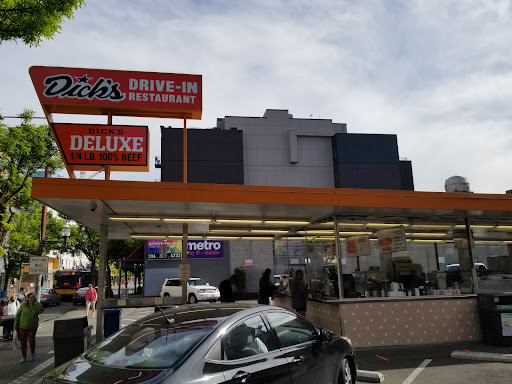 Dick's
DRIVE-IN
RESTAURANT
DICK'S
DELUXE
1/4 LB. 100% BEEF
metro